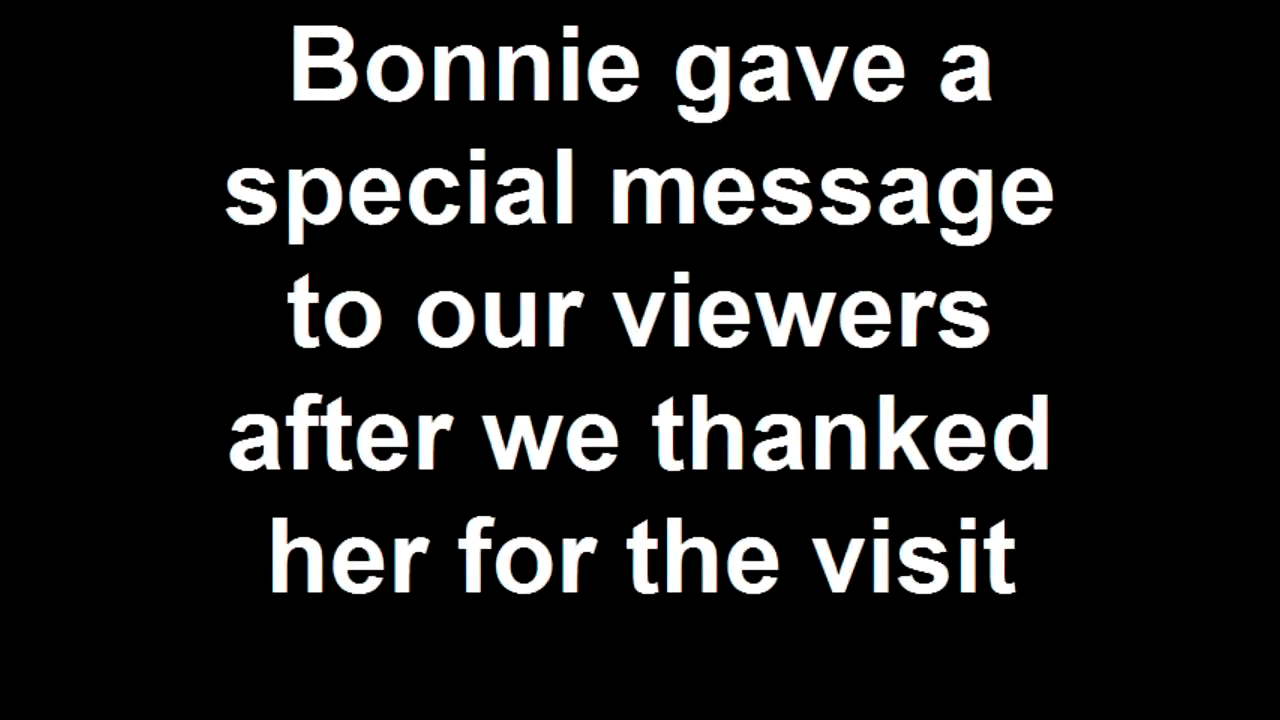 Bonnie gave a
special message
to our viewers
after we thanked
her for the visit